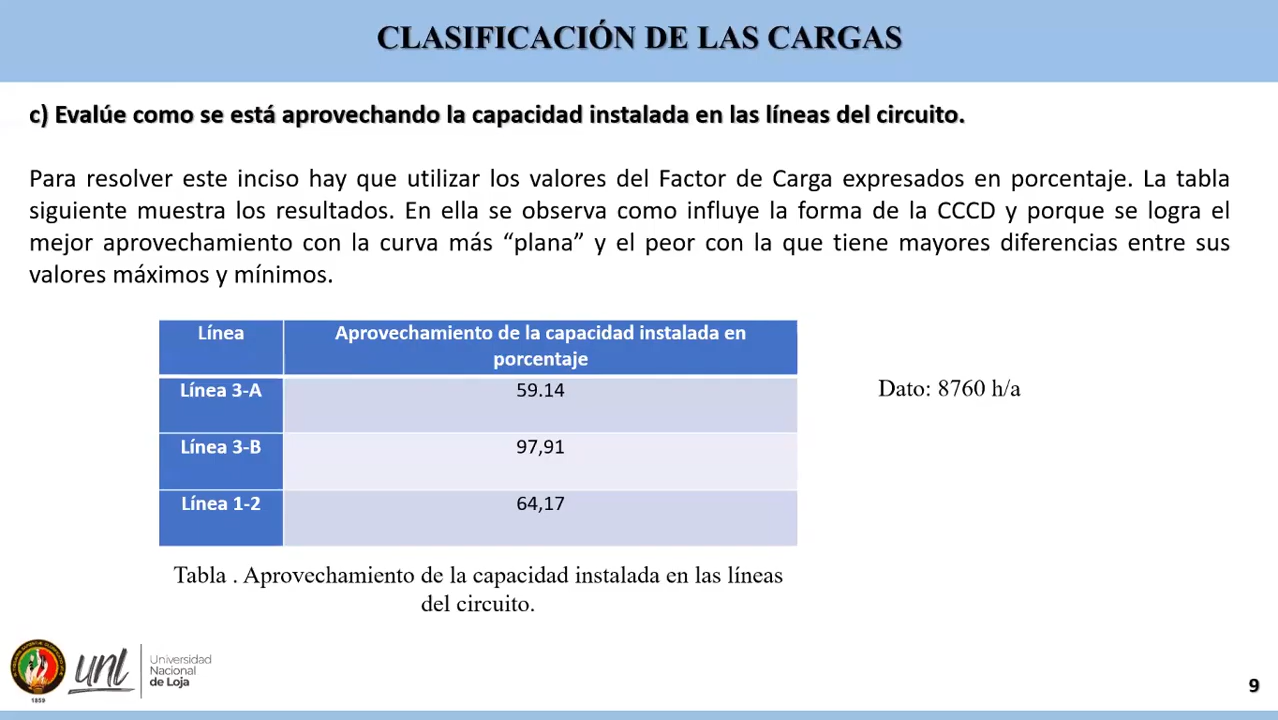 CLASIFICACIÓN DE LAS CARGAS
c) Evalúe como se está aprovechando la capacidad instalada en las líneas del circuito.
Para resolver este inciso hay que utilizar los valores del Factor de Carga expresados en porcentaje. La tabla
siguiente muestra los resultados. En ella se observa como influye la forma de la CCCD y porque se logra el
mejor aprovechamiento con la curva más “plana” y el peor con la que tiene mayores diferencias entre sus
valores máximos y mínimos.
Línea Aprovechamiento de la capacidad instalada en
porcentaje
Línea 3-A 59.14
Línea 3-B 97,91
Línea 1-2 64,17
Dato: 8760 h/a
Tabla . Aprovechamiento de la capacidad instalada en las líneas
del circuito.
1859
unl
Universidad
Nacional
de Loja
9